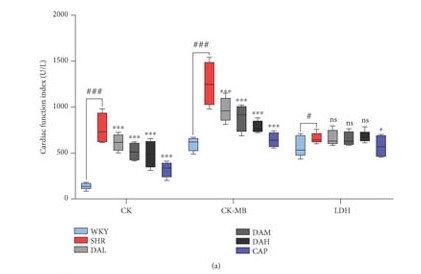 2000
1500
1000
500
0
Cardiac function index (U/L)
###
***
***
***
***
###
***
***
***
***
***
#
ns
ns
ns
*
CK
CK-MB
LDH
WKY
SHR
DAL
DAM
DAH
CAP
(a)